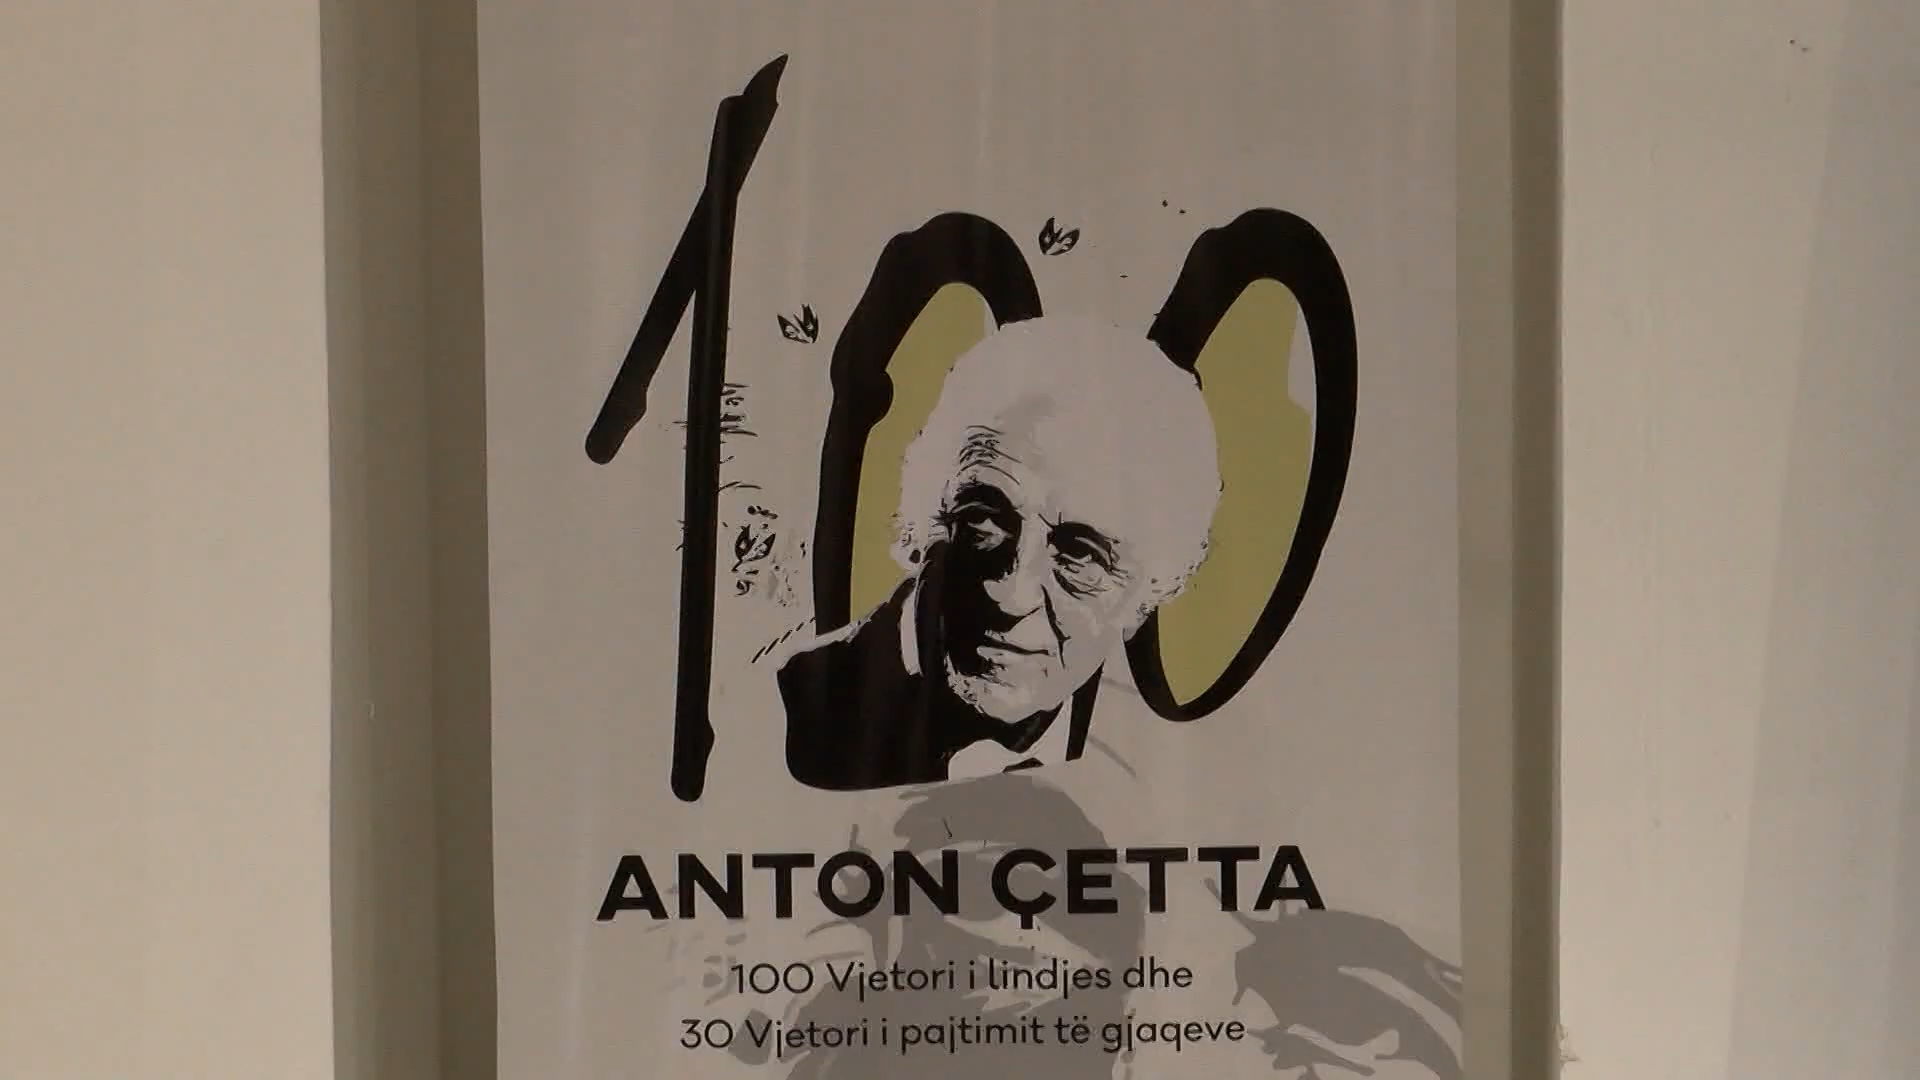 100
ANTON ÇETTA
100 Vjetori i lindjes dhe
30 Vjetori i pajtimit të gjaqeve